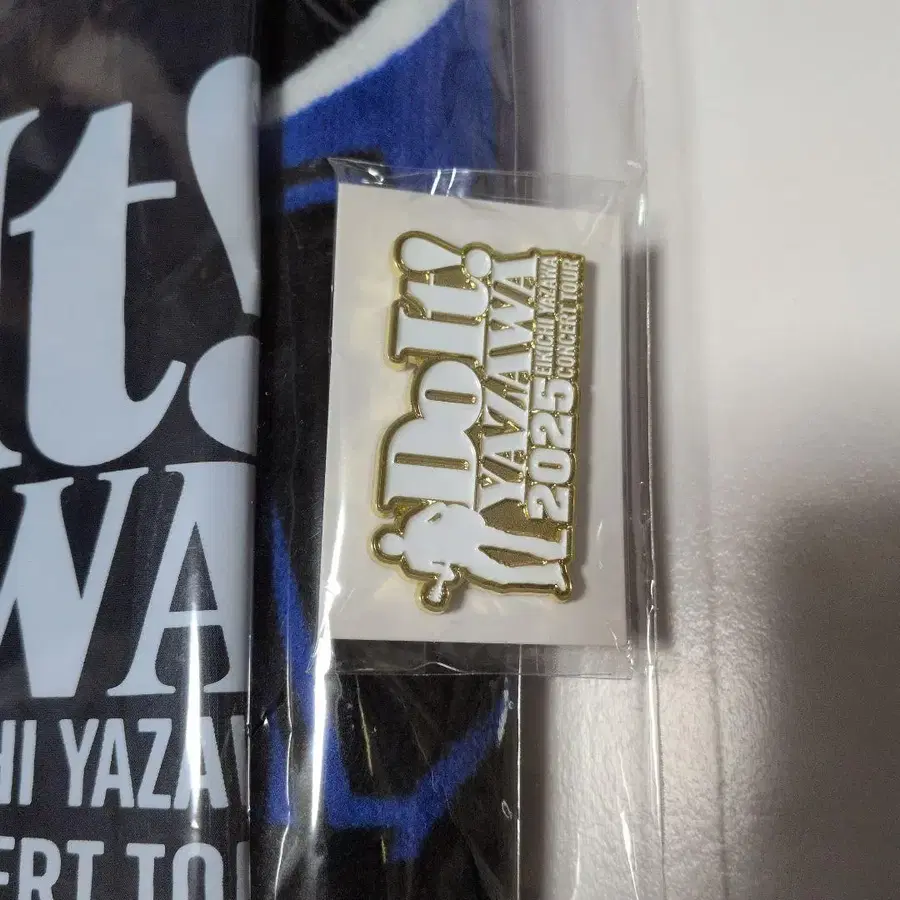 It!
WA
HI YAZA
ERT TO
Do It!
YAZAWA
2025 EIKICHI YAZAWA
CONCERT TOUR